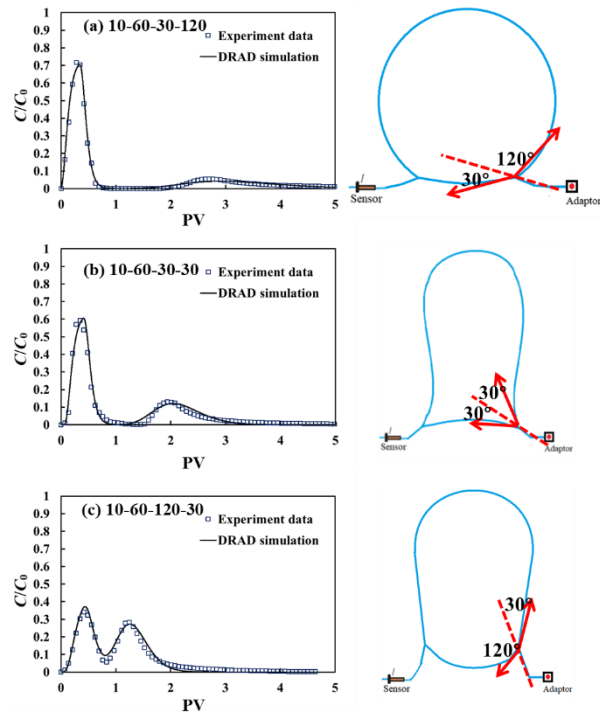 (a) 10-60-30-120
Experiment data
DRAD simulation
C/C0
1
0.9
0.8
0.7
0.6
0.5
0.4
0.3
0.2
0.1
0
0 1 2 3 4 5
PV
120°
30°
Sensor
Adaptor
(b) 10-60-30-30
Experiment data
DRAD simulation
C/C0
1
0.9
0.8
0.7
0.6
0.5
0.4
0.3
0.2
0.1
0
0 1 2 3 4 5
PV
30°
30°
Sensor
Adaptor
(c) 10-60-120-30
Experiment data
DRAD simulation
C/C0
1
0.9
0.8
0.7
0.6
0.5
0.4
0.3
0.2
0.1
0
0 1 2 3 4 5
PV
30°
120°
Sensor
Adaptor